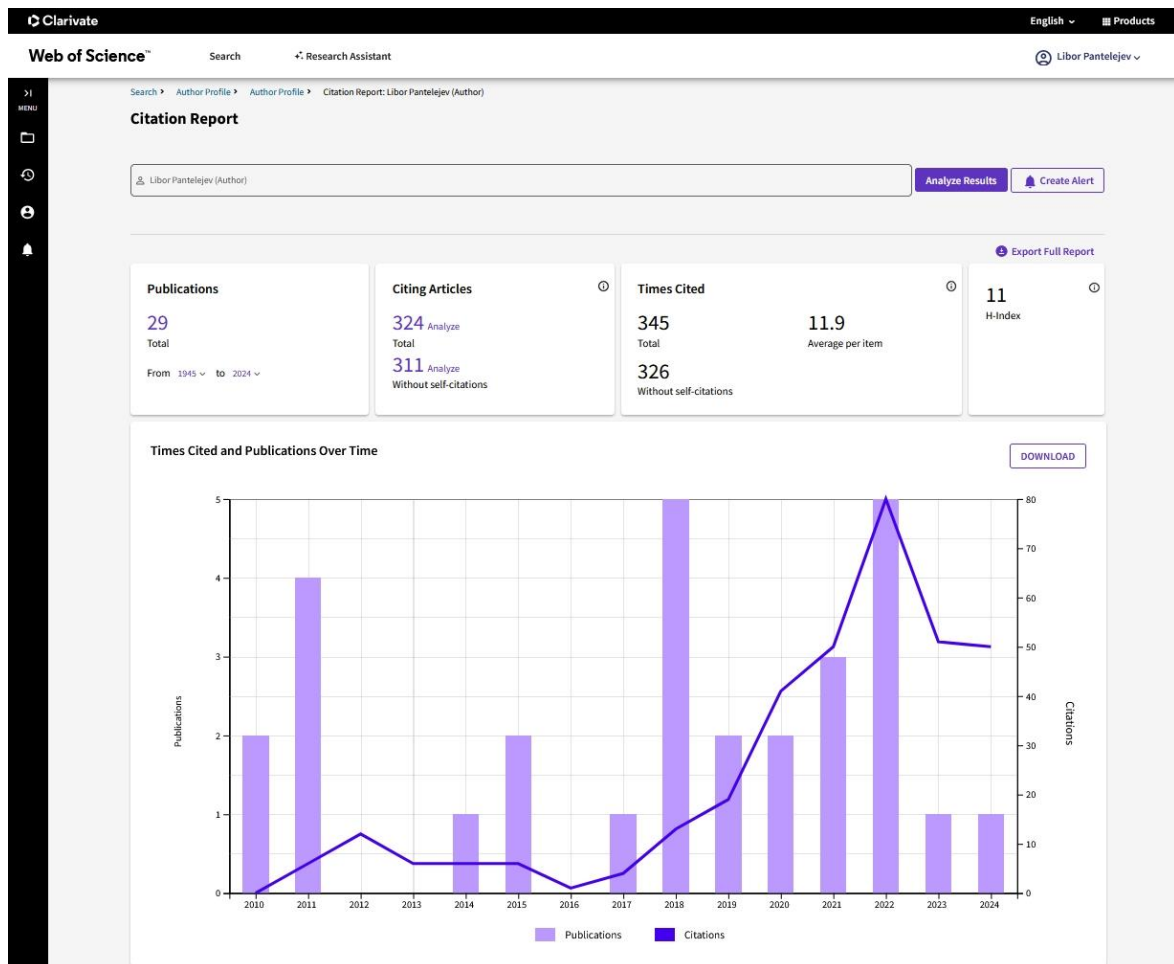 Clarivate
English
Products
Web of Science™
Search
Research Assistant
Libor Pantelejev
MENU
Search > Author Profile > Author Profile > Citation Report: Libor Pantelejev (Author)
Citation Report
Libor Pantelejev (Author)
Analyze Results
Create Alert
Export Full Report
Publications
29
Total
From 1945 to 2024
Citing Articles
324 Analyze
Total
311 Analyze
Without self-citations
Times Cited
345
Total
11.9
Average per item
326
Without self-citations
11
H-Index
Times Cited and Publications Over Time
DOWNLOAD
Publications
5
4
3
2
1
0
80
70
60
50
40
30
20
10
0
Citations
2010 2011 2012 2013 2014 2015 2016 2017 2018 2019 2020 2021 2022 2023 2024
Publications
Citations